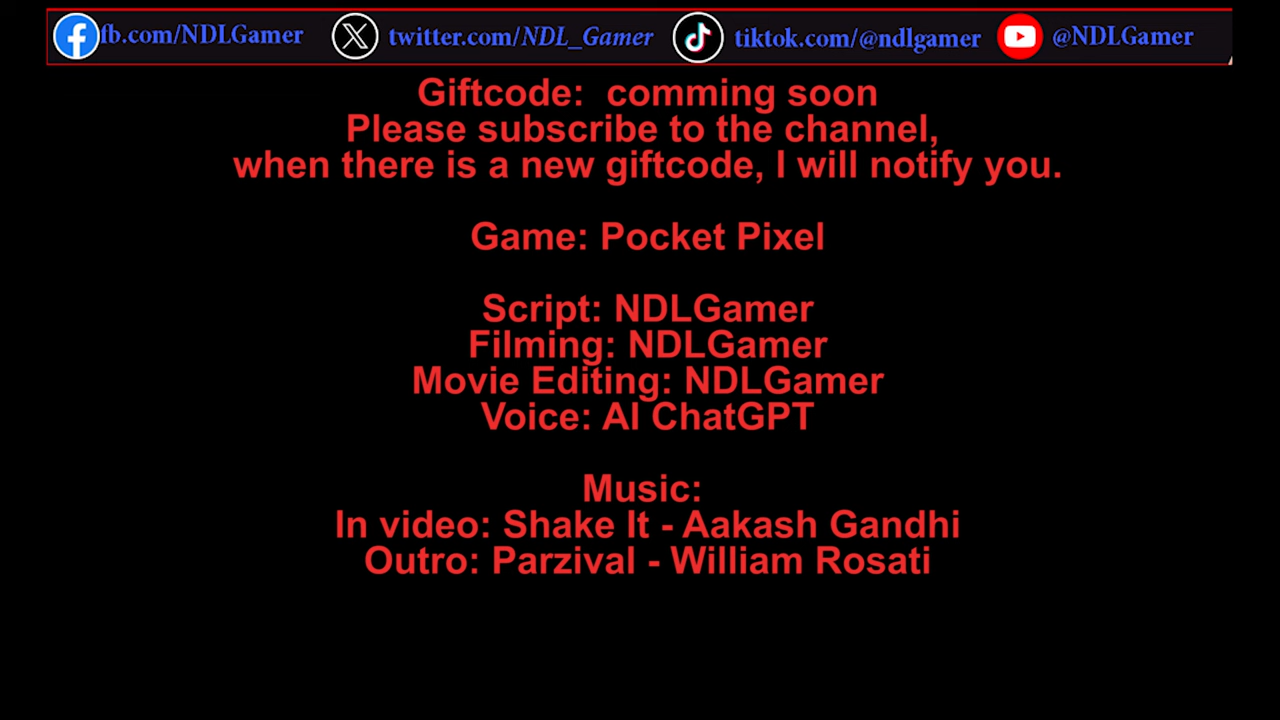 fb.com/NDLGamer twitter.com/NDL_Gamer tiktok.com/@ndlgamer @NDLGamer
Giftcode:  comming soon
Please subscribe to the channel,
when there is a new giftcode, I will notify you.
Game: Pocket Pixel
Script: NDLGamer
Filming: NDLGamer
Movie Editing: NDLGamer
Voice: AI ChatGPT
Music:
In video: Shake It - Aakash Gandhi
Outro: Parzival - William Rosati